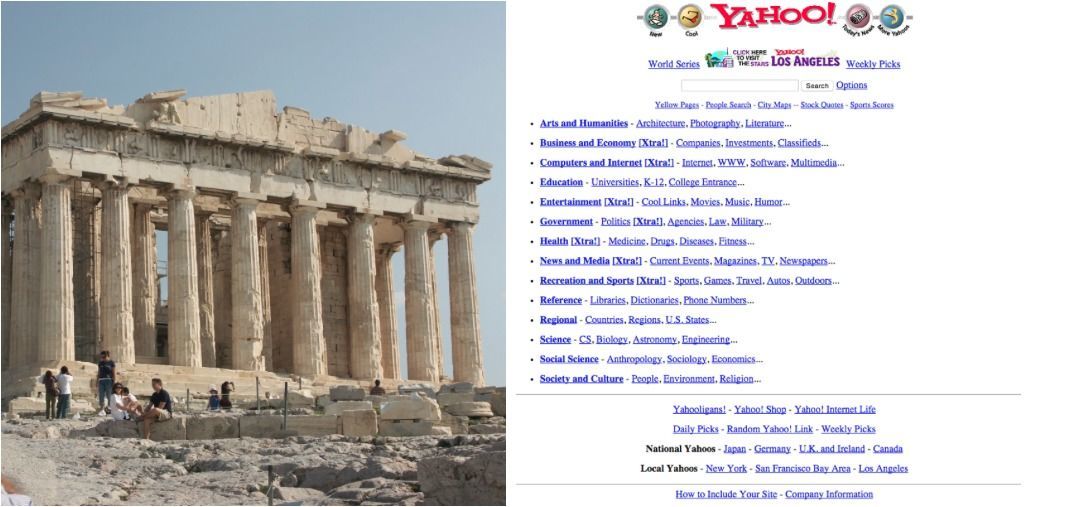 YAHOO!
New Cool Today's News More Yahoos
World Series CLICK HERE TO VISIT THE STARS YAHOO! LOS ANGELES Weekly Picks
Search Options
Yellow Pages - People Search - City Maps -- Stock Quotes - Sports Scores
• Arts and Humanities - Architecture, Photography, Literature...
• Business and Economy [Xtra!] - Companies, Investments, Classifieds...
• Computers and Internet [Xtra!] - Internet, WWW, Software, Multimedia...
• Education - Universities, K-12, College Entrance...
• Entertainment [Xtra!] - Cool Links, Movies, Music, Humor...
• Government - Politics [Xtra!], Agencies, Law, Military...
• Health [Xtra!] - Medicine, Drugs, Diseases, Fitness...
• News and Media [Xtra!] - Current Events, Magazines, TV, Newspapers...
• Recreation and Sports [Xtra!] - Sports, Games, Travel, Autos, Outdoors...
• Reference - Libraries, Dictionaries, Phone Numbers...
• Regional - Countries, Regions, U.S. States...
• Science - CS, Biology, Astronomy, Engineering...
• Social Science - Anthropology, Sociology, Economics...
• Society and Culture - People, Environment, Religion...
Yahooligans! - Yahoo! Shop - Yahoo! Internet Life
Daily Picks - Random Yahoo! Link - Weekly Picks
National Yahoos - Japan - Germany - U.K. and Ireland - Canada
Local Yahoos - New York - San Francisco Bay Area - Los Angeles
How to Include Your Site - Company Information